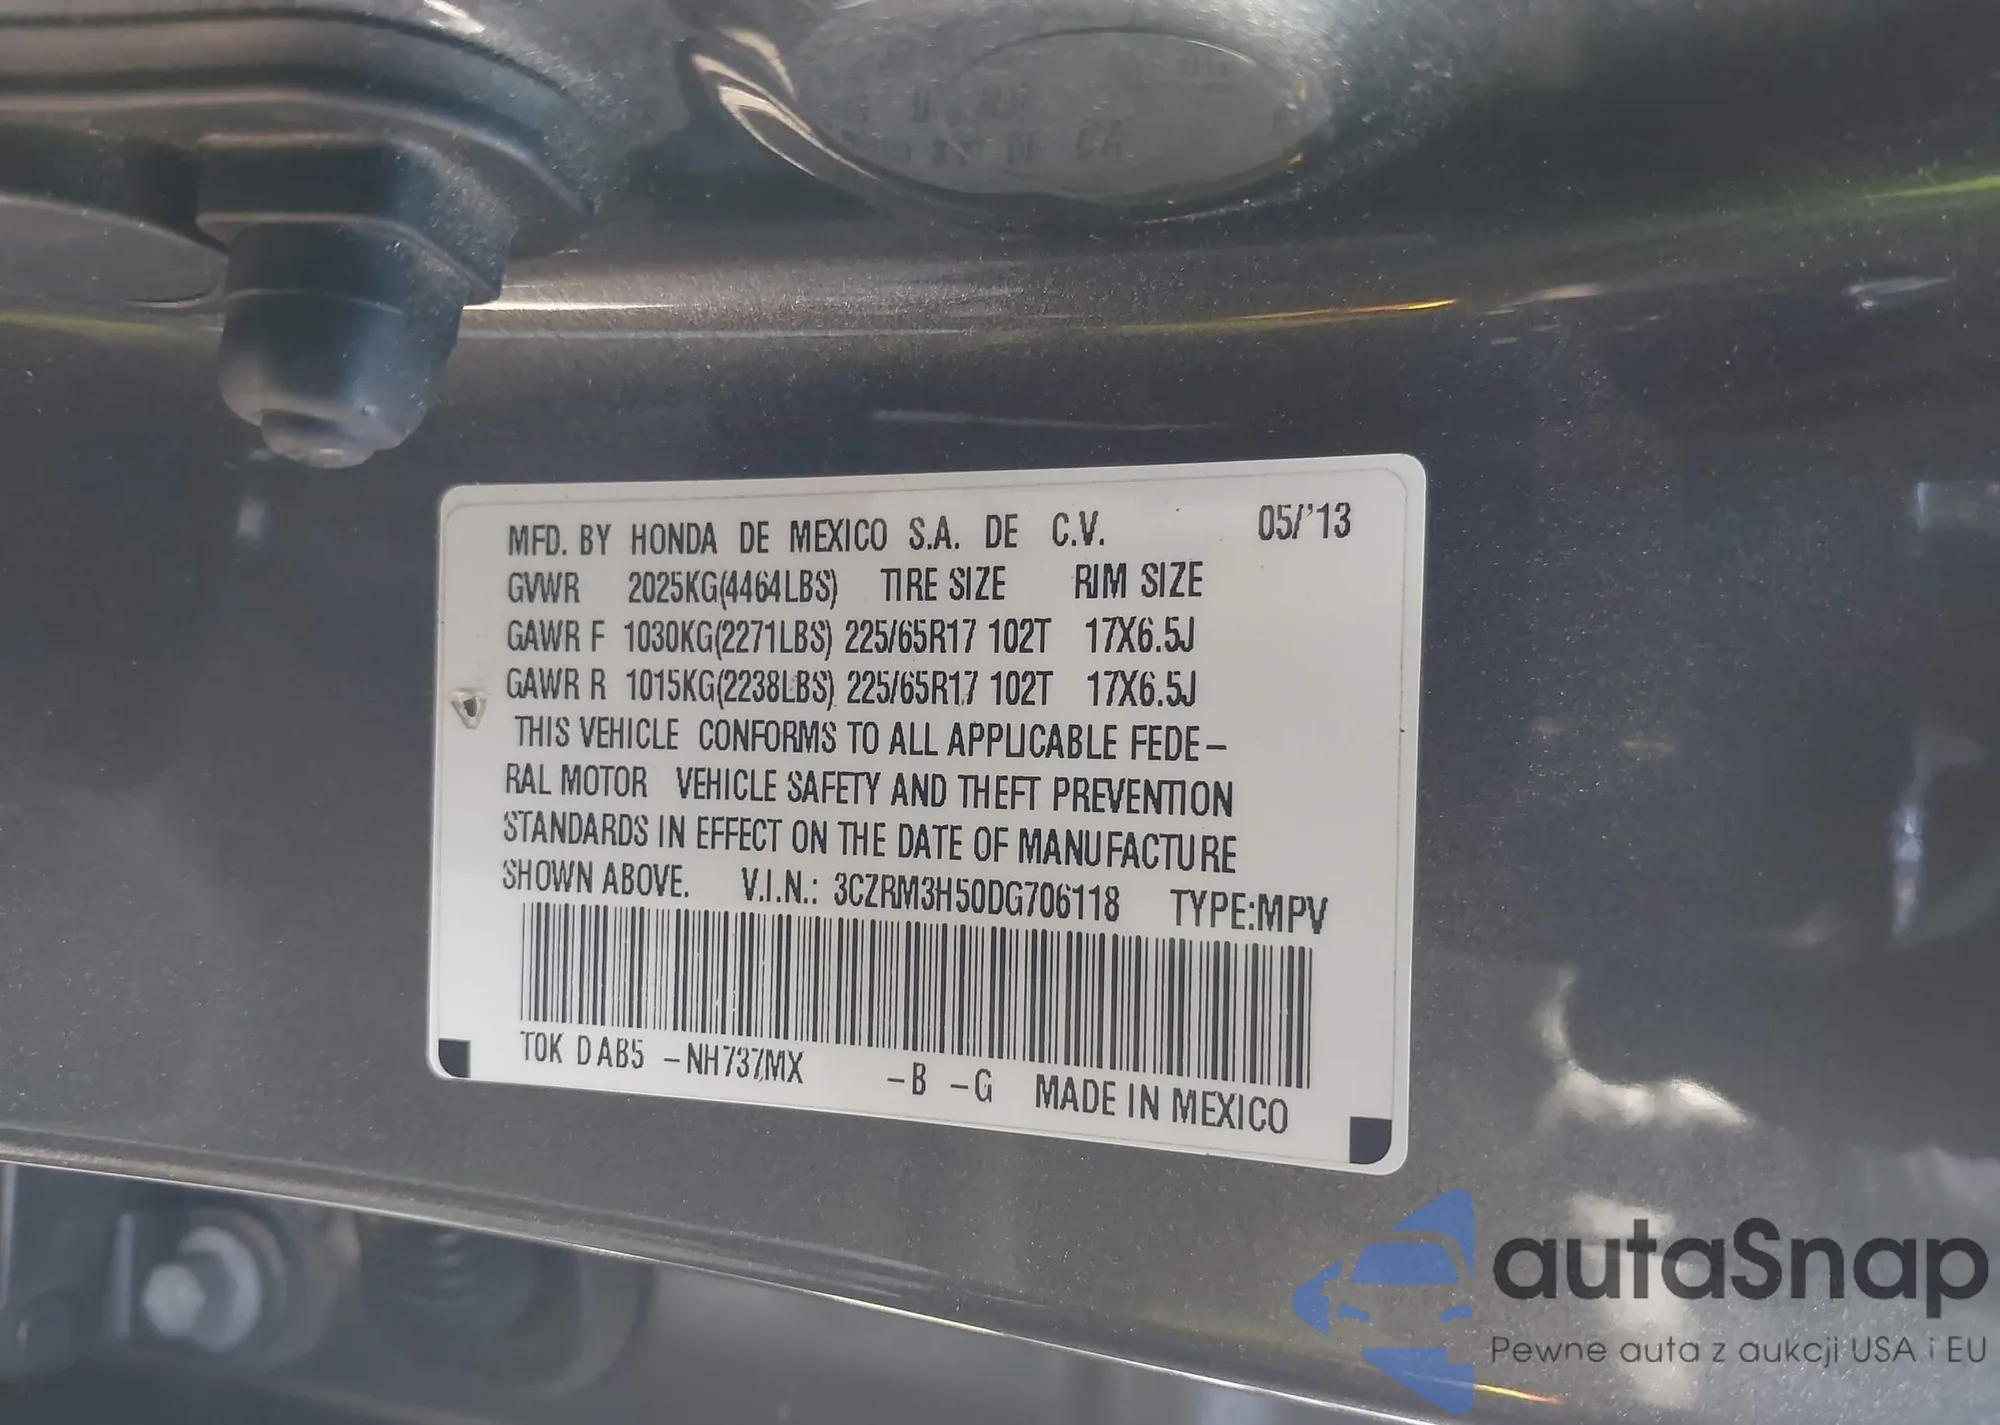 MFD. BY HONDA DE MEXICO S.A. DE C.V. 05/'13
GVWR 2025KG(4464LBS) TIRE SIZE RIM SIZE
GAWR F 1030KG(2271LBS) 225/65R17 102T 17X6.5J
GAWR R 1015KG(2238LBS) 225/65R17 102T 17X6.5J
THIS VEHICLE CONFORMS TO ALL APPLICABLE FEDE–
RAL MOTOR VEHICLE SAFETY AND THEFT PREVENTION
STANDARDS IN EFFECT ON THE DATE OF MANUFACTURE
SHOWN ABOVE. V.I.N.: 3CZRM3H50DG706118 TYPE:MPV
T0K DAB5 –NH737MX –B –G MADE IN MEXICO
autaSnap
Pewne auta z aukcji USA i EU